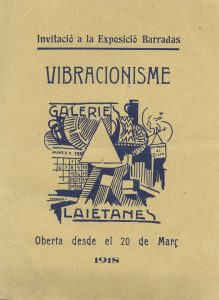 Invitació a la Exposició Barradas
VIBRACIONISME
GALERIES
LAIETANES
Oberta desde el 20 de Març
1918